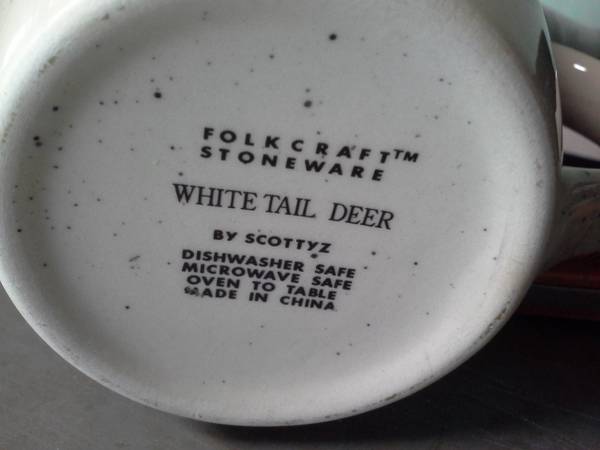 FOLKCRAFT™
STONEWARE
WHITE TAIL DEER
BY SCOTTYZ
DISHWASHER SAFE
MICROWAVE SAFE
OVEN TO TABLE
MADE IN CHINA